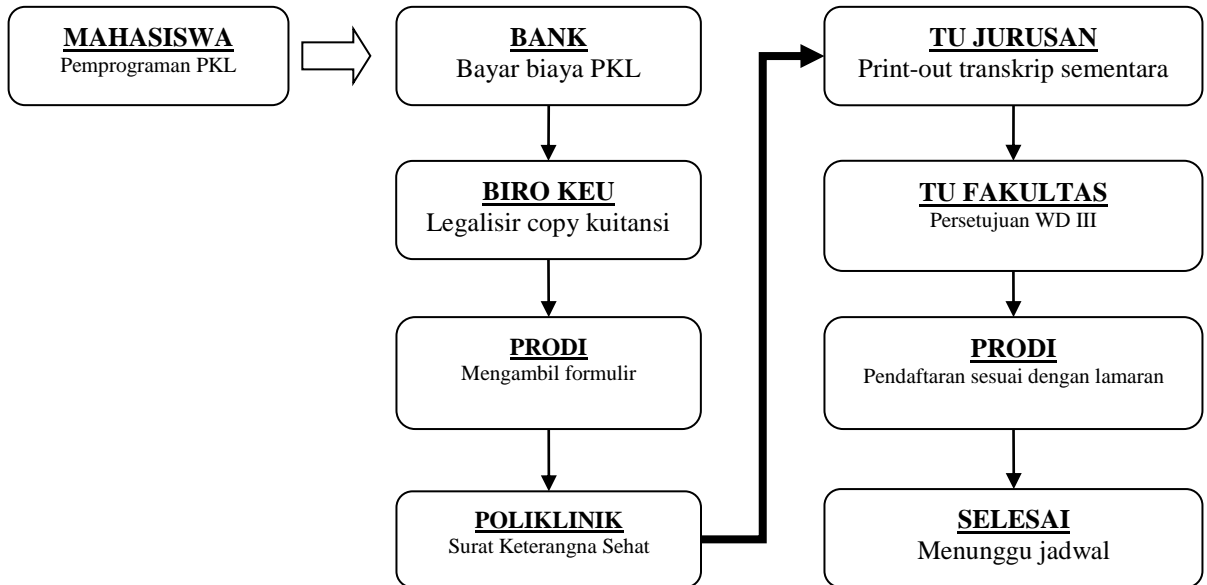 MAHASISWA
Pemprograman PKL
BANK
Bayar biaya PKL
BIRO KEU
Legalisir copy kuitansi
PRODI
Mengambil formulir
POLIKLINIK
Surat Keterangna Sehat
TU JURUSAN
Print-out transkrip sementara
TU FAKULTAS
Persetujuan WD III
PRODI
Pendaftaran sesuai dengan lamaran
SELESAI
Menunggu jadwal